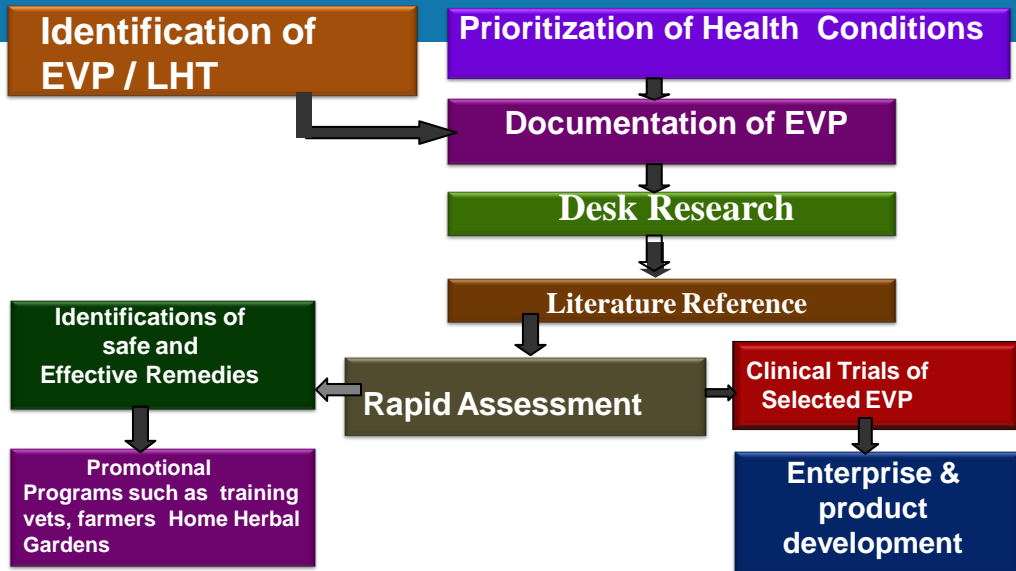 Identification of
EVP / LHT
Prioritization of Health Conditions
Documentation of EVP
Desk Research
Literature Reference
Identifications of
safe and
Effective Remedies
Rapid Assessment
Clinical Trials of
Selected EVP
Promotional
Programs such as training
vets, farmers Home Herbal
Gardens
Enterprise &
product
development